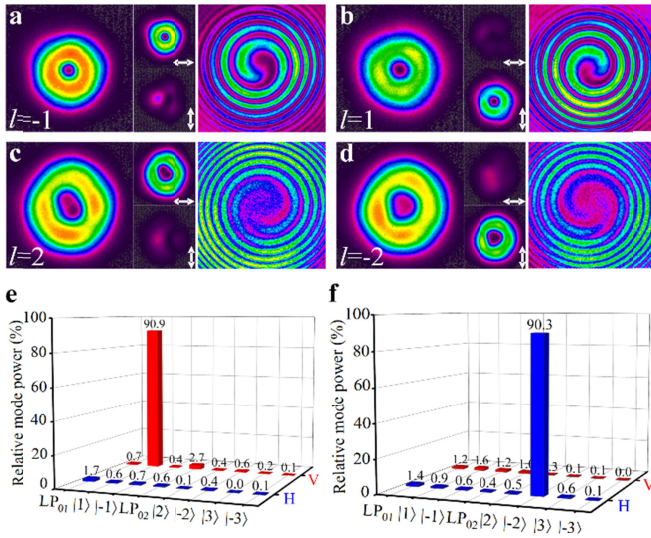 a
l=-1
b
l=1
c
l=2
d
l=-2
e
Relative mode power (%)
100
80
60
40
20
0
90.9
0.7
0.4
2.7
0.4
0.6
0.2
0.1
1.7
0.6
0.7
0.6
0.1
0.4
0.0
0.1
V
H
LP₀₁ |1⟩ |-1⟩ LP₀₂ |2⟩ |-2⟩ |3⟩ |-3⟩
f
Relative mode power (%)
100
80
60
40
20
0
90.3
1.2
1.6
1.2
0.1
0.1
0.0
1.4
0.9
0.6
0.4
0.5
0.6
0.1
V
H
LP₀₁ |1⟩ |-1⟩ LP₀₂ |2⟩ |-2⟩ |3⟩ |-3⟩